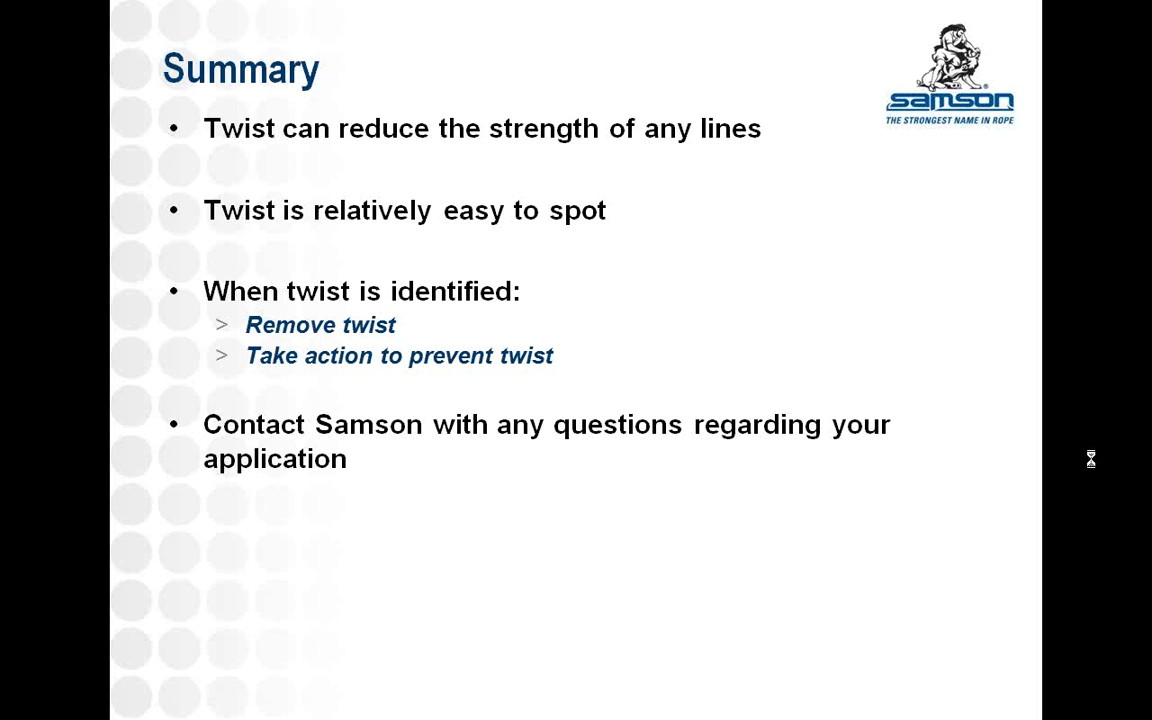 Summary
samson
THE STRONGEST NAME IN ROPE
• Twist can reduce the strength of any lines
• Twist is relatively easy to spot
• When twist is identified:
> Remove twist
> Take action to prevent twist
• Contact Samson with any questions regarding your
application